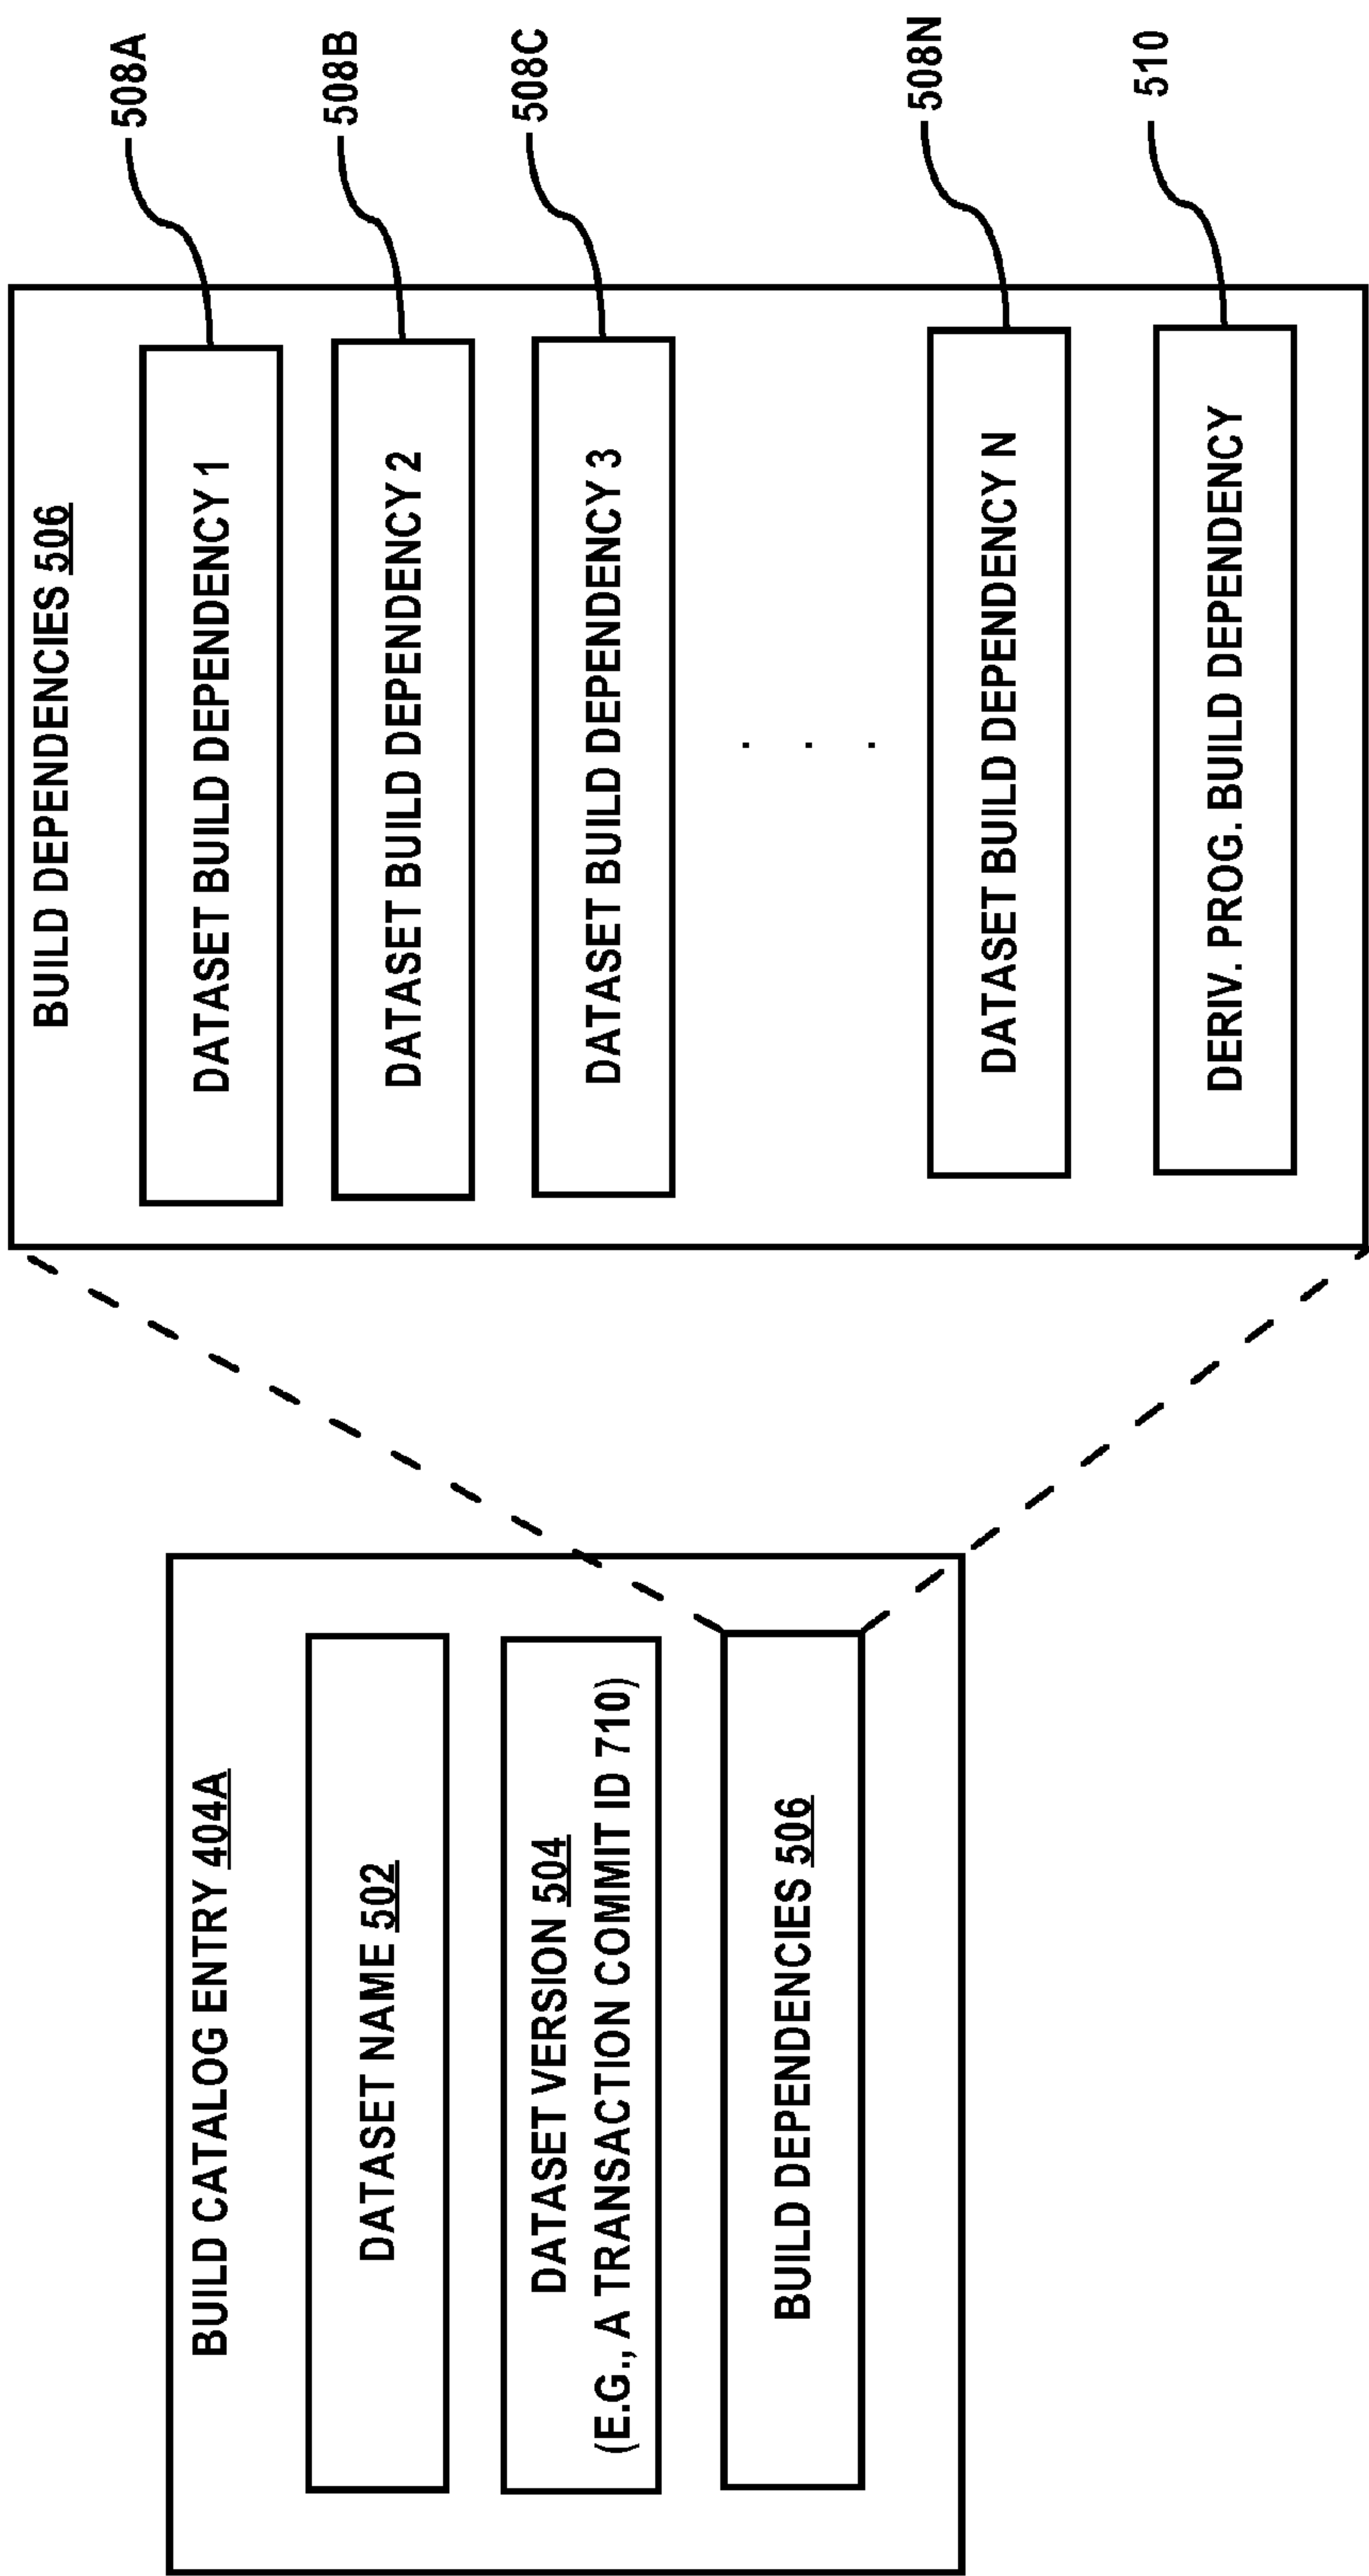 BUILD CATALOG ENTRY 404A
DATASET NAME 502
DATASET VERSION 504
(E.G., A TRANSACTION COMMIT ID 710)
BUILD DEPENDENCIES 506
BUILD DEPENDENCIES 506
DATASET BUILD DEPENDENCY 1
508A
DATASET BUILD DEPENDENCY 2
508B
DATASET BUILD DEPENDENCY 3
508C
. . .
DATASET BUILD DEPENDENCY N
508N
DERIV. PROG. BUILD DEPENDENCY
510